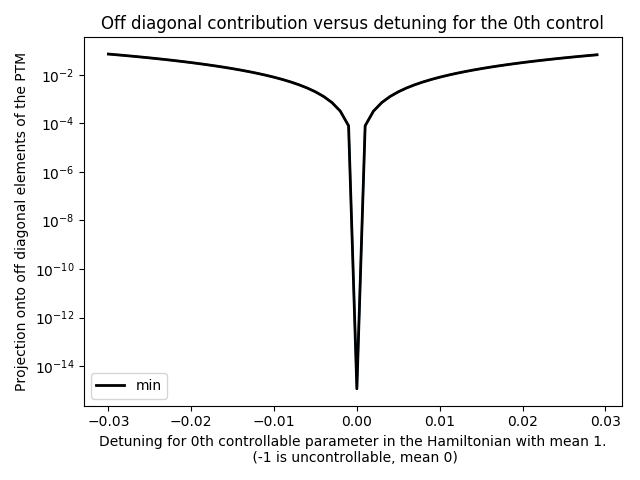 Off diagonal contribution versus detuning for the 0th control
Projection onto off diagonal elements of the PTM
10⁻²
10⁻⁴
10⁻⁶
10⁻⁸
10⁻¹⁰
10⁻¹²
10⁻¹⁴
min
−0.03 −0.02 −0.01 0.00 0.01 0.02 0.03
Detuning for 0th controllable parameter in the Hamiltonian with mean 1.
(-1 is uncontrollable, mean 0)